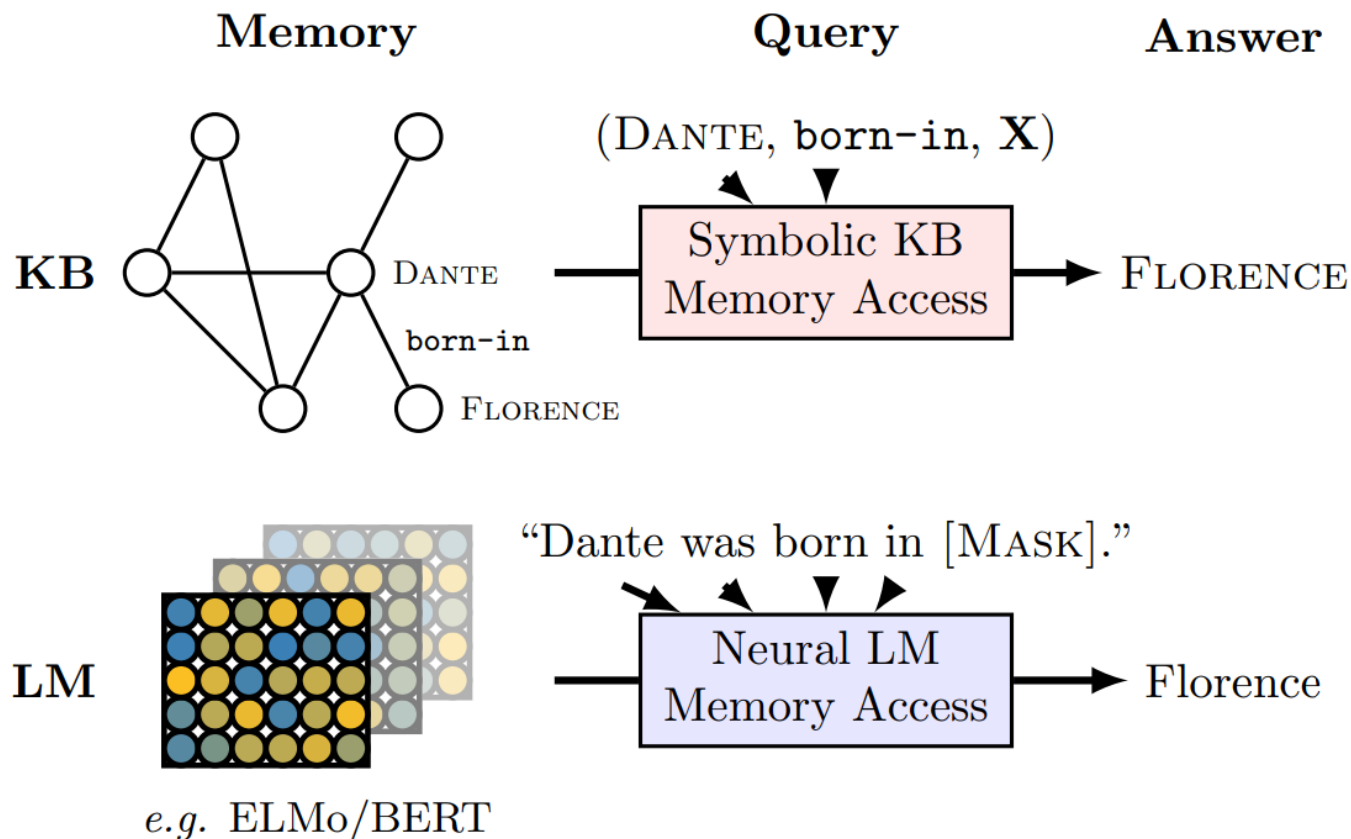 Memory Query Answer
(DANTE, born-in, X)
KB
DANTE
born-in
FLORENCE
Symbolic KB
Memory Access
FLORENCE
“Dante was born in [MASK].”
LM
Neural LM
Memory Access
Florence
e.g. ELMo/BERT